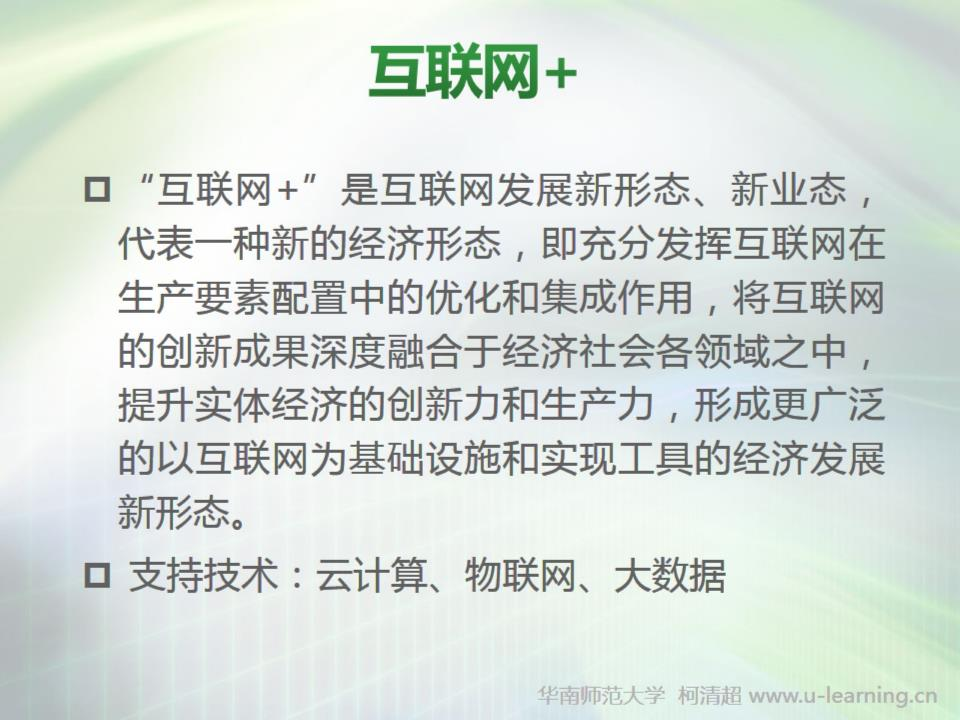 互联网+
“互联网+”是互联网发展新形态、新业态，
代表一种新的经济形态，即充分发挥互联网在
生产要素配置中的优化和集成作用，将互联网
的创新成果深度融合于经济社会各领域之中，
提升实体经济的创新力和生产力，形成更广泛
的以互联网为基础设施和实现工具的经济发展
新形态。
支持技术：云计算、物联网、大数据
华南师范大学 柯清超 www.u-learning.cn